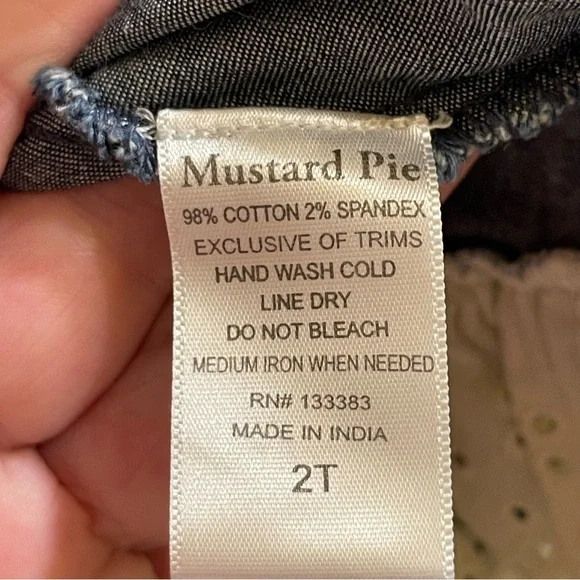 Mustard Pie
98% COTTON 2% SPANDEX
EXCLUSIVE OF TRIMS
HAND WASH COLD
LINE DRY
DO NOT BLEACH
MEDIUM IRON WHEN NEEDED
RN# 133383
MADE IN INDIA
2T